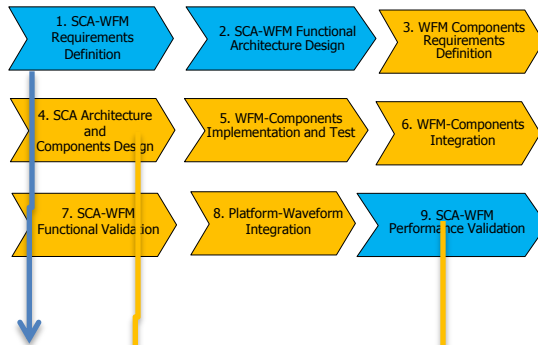 1. SCA-WFM
Requirements
Definition
2. SCA-WFM Functional
Architecture Design
3. WFM Components
Requirements
Definition
4. SCA Architecture
and
Components Design
5. WFM-Components
Implementation and Test
6. WFM-Components
Integration
7. SCA-WFM
Functional Validation
8. Platform-Waveform
Integration
9. SCA-WFM
Performance Validation